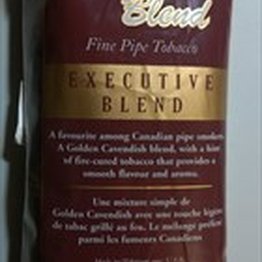 Blend
Fine Pipe Tobacco
EXECUTIVE
BLEND
A favourite among Canadian pipe smokers
A Golden Cavendish blend, with a hint
of fire-cured tobacco that provides a
smooth flavour and aroma.
Une mixture simple de
Golden Cavendish avec une touche légère
de tabac grillé au feu. Le mélange préféré
parmi les fumeurs Canadiens